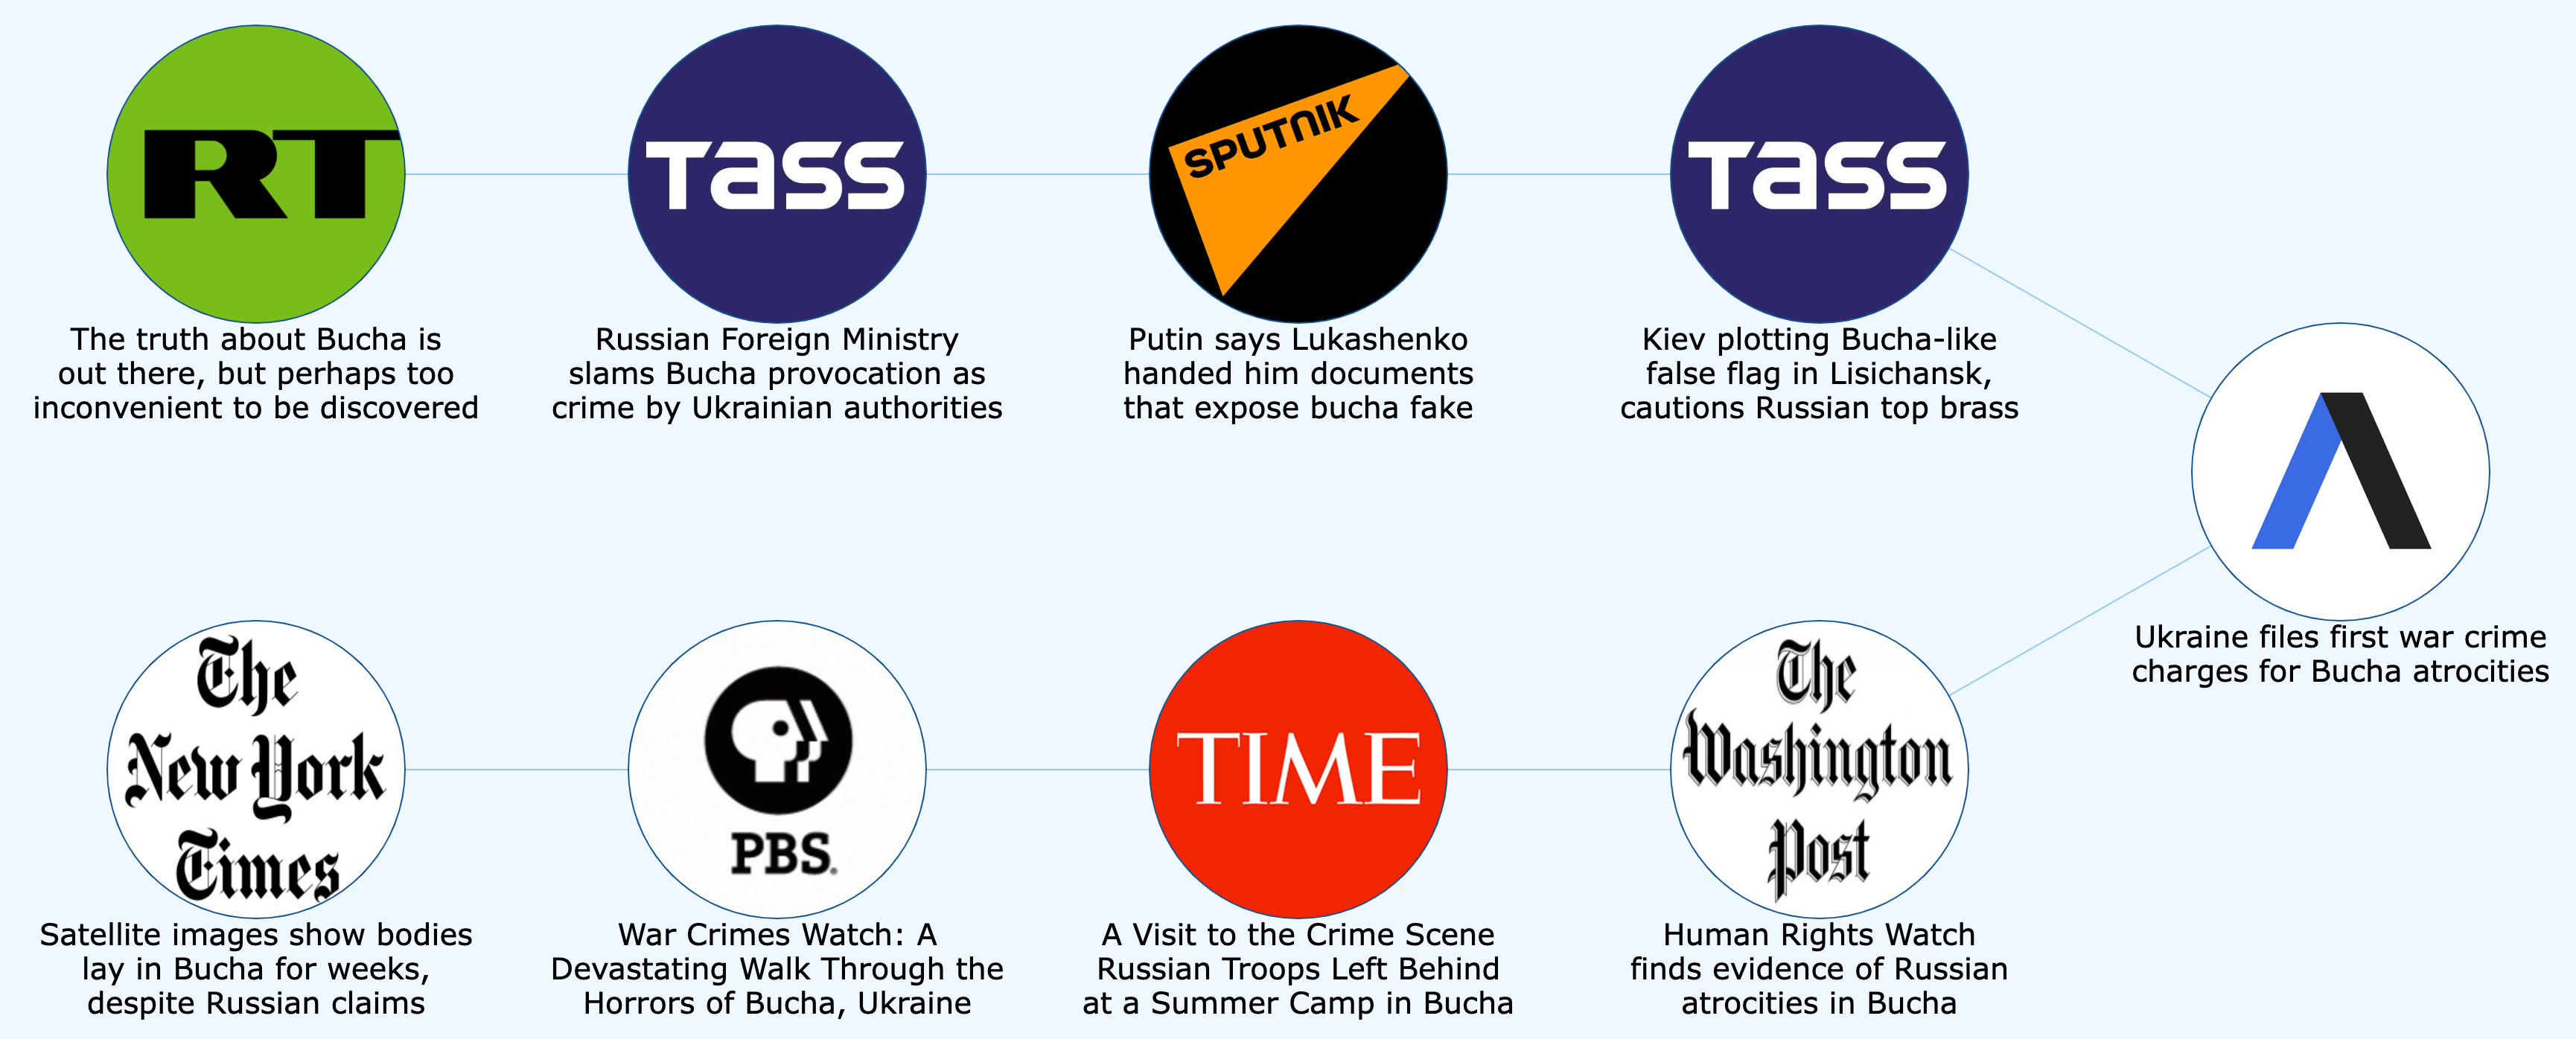 RT
TASS
SPUTNIK
TASS
The truth about Bucha is
out there, but perhaps too
inconvenient to be discovered
Russian Foreign Ministry
slams Bucha provocation as
crime by Ukrainian authorities
Putin says Lukashenko
handed him documents
that expose bucha fake
Kiev plotting Bucha-like
false flag in Lisichansk,
cautions Russian top brass
Ukraine files first war crime
charges for Bucha atrocities
The
New York
Times
PBS.
TIME
The
Washington
Post
Satellite images show bodies
lay in Bucha for weeks,
despite Russian claims
War Crimes Watch: A
Devastating Walk Through the
Horrors of Bucha, Ukraine
A Visit to the Crime Scene
Russian Troops Left Behind
at a Summer Camp in Bucha
Human Rights Watch
finds evidence of Russian
atrocities in Bucha